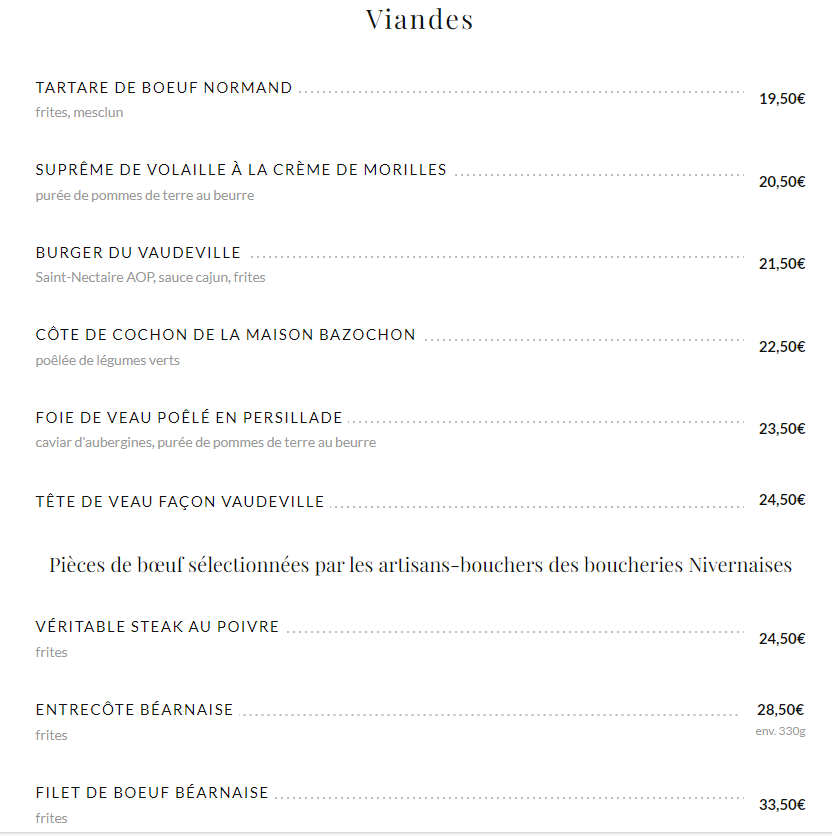 Viandes
TARTARE DE BOEUF NORMAND 19,50€
frites, mesclun
SUPRÊME DE VOLAILLE À LA CRÈME DE MORILLES 20,50€
purée de pommes de terre au beurre
BURGER DU VAUDEVILLE 21,50€
Saint-Nectaire AOP, sauce cajun, frites
CÔTE DE COCHON DE LA MAISON BAZOCHON 22,50€
poêlée de légumes verts
FOIE DE VEAU POÊLÉ EN PERSILLADE 23,50€
caviar d'aubergines, purée de pommes de terre au beurre
TÊTE DE VEAU FAÇON VAUDEVILLE 24,50€
Pièces de bœuf sélectionnées par les artisans-bouchers des boucheries Nivernaises
VÉRITABLE STEAK AU POIVRE 24,50€
frites
ENTRECÔTE BÉARNAISE 28,50€
frites env. 330g
FILET DE BOEUF BÉARNAISE 33,50€
frites